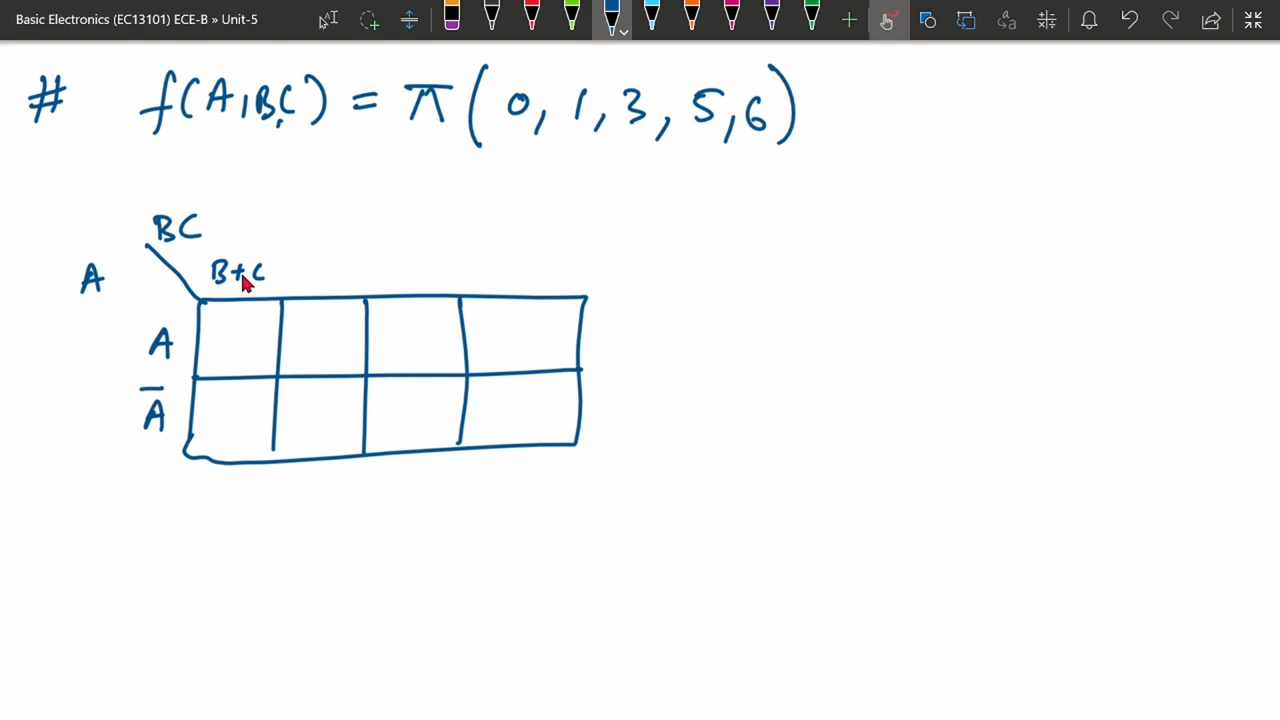 Basic Electronics (EC13101) ECE-B » Unit-5
# f(A,B,C) = π(0, 1, 3, 5, 6)
BC
A
B+C
A
A̅